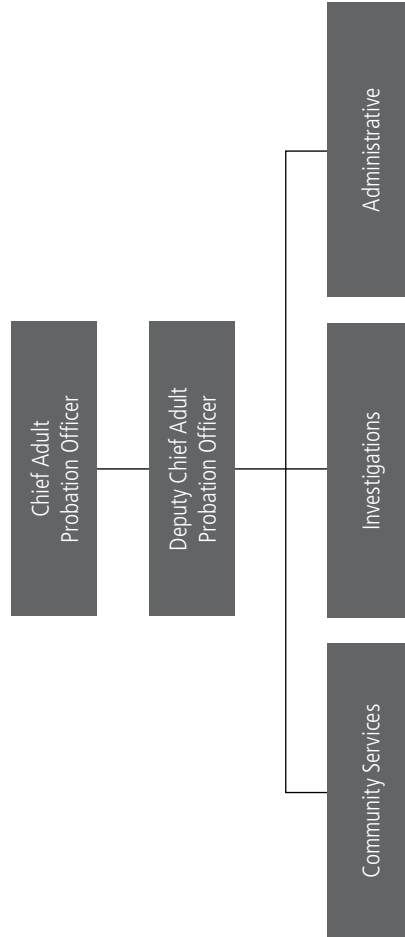 Chief Adult
Probation Officer
Deputy Chief Adult
Probation Officer
Community Services
Investigations
Administrative